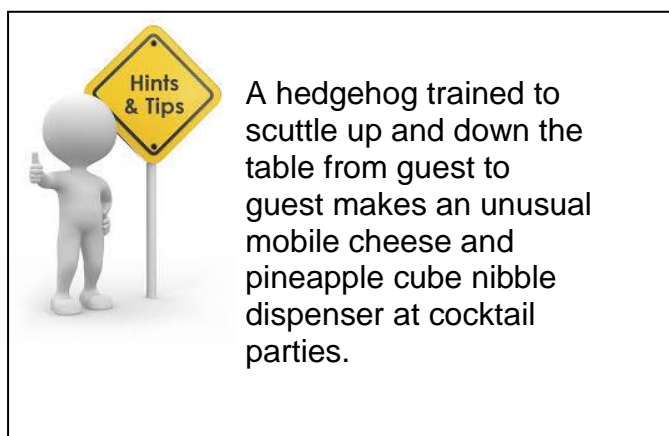 Hints
& Tips
A hedgehog trained to
scuttle up and down the
table from guest to
guest makes an unusual
mobile cheese and
pineapple cube nibble
dispenser at cocktail
parties.